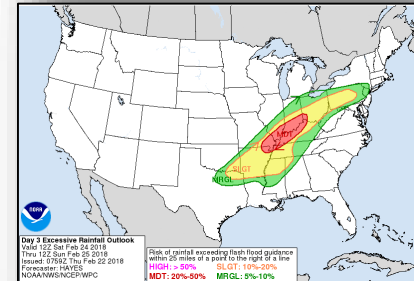 MDT
SLGT
MRGL
NOAA
Day 3 Excessive Rainfall Outlook
Valid 12Z Sat Feb 24 2018
Thru 12Z Sun Feb 25 2018
Issued: 0759Z Thu Feb 22 2018
Forecaster: HAYES
NOAA/NWS/NCEP/WPC
Risk of rainfall exceeding flash flood guidance
within 25 miles of a point to the right of a line
HIGH: > 50% SLGT: 10%-20%
MDT: 20%-50% MRGL: 5%-10%